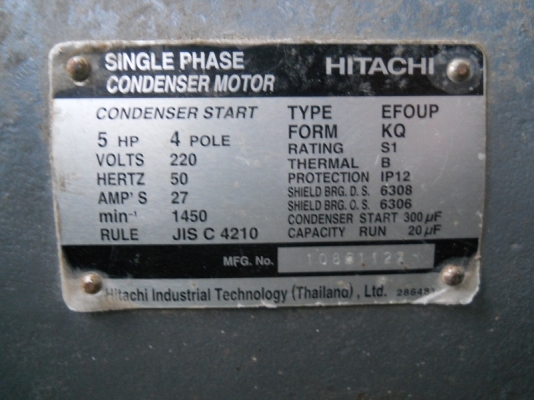 SINGLE PHASE
CONDENSER MOTOR
HITACHI
CONDENSER START
5 HP 4 POLE
VOLTS 220
HERTZ 50
AMP'S 27
min⁻¹ 1450
RULE JIS C 4210
TYPE EFOUP
FORM KQ
RATING S1
THERMAL B
PROTECTION IP12
SHIELD BRG. D. S. 6308
SHIELD BRG. O. S. 6306
CONDENSER START 300 µF
CAPACITY RUN 20 µF
MFG. No.
Hitachi Industrial Technology (Thailand), Ltd.